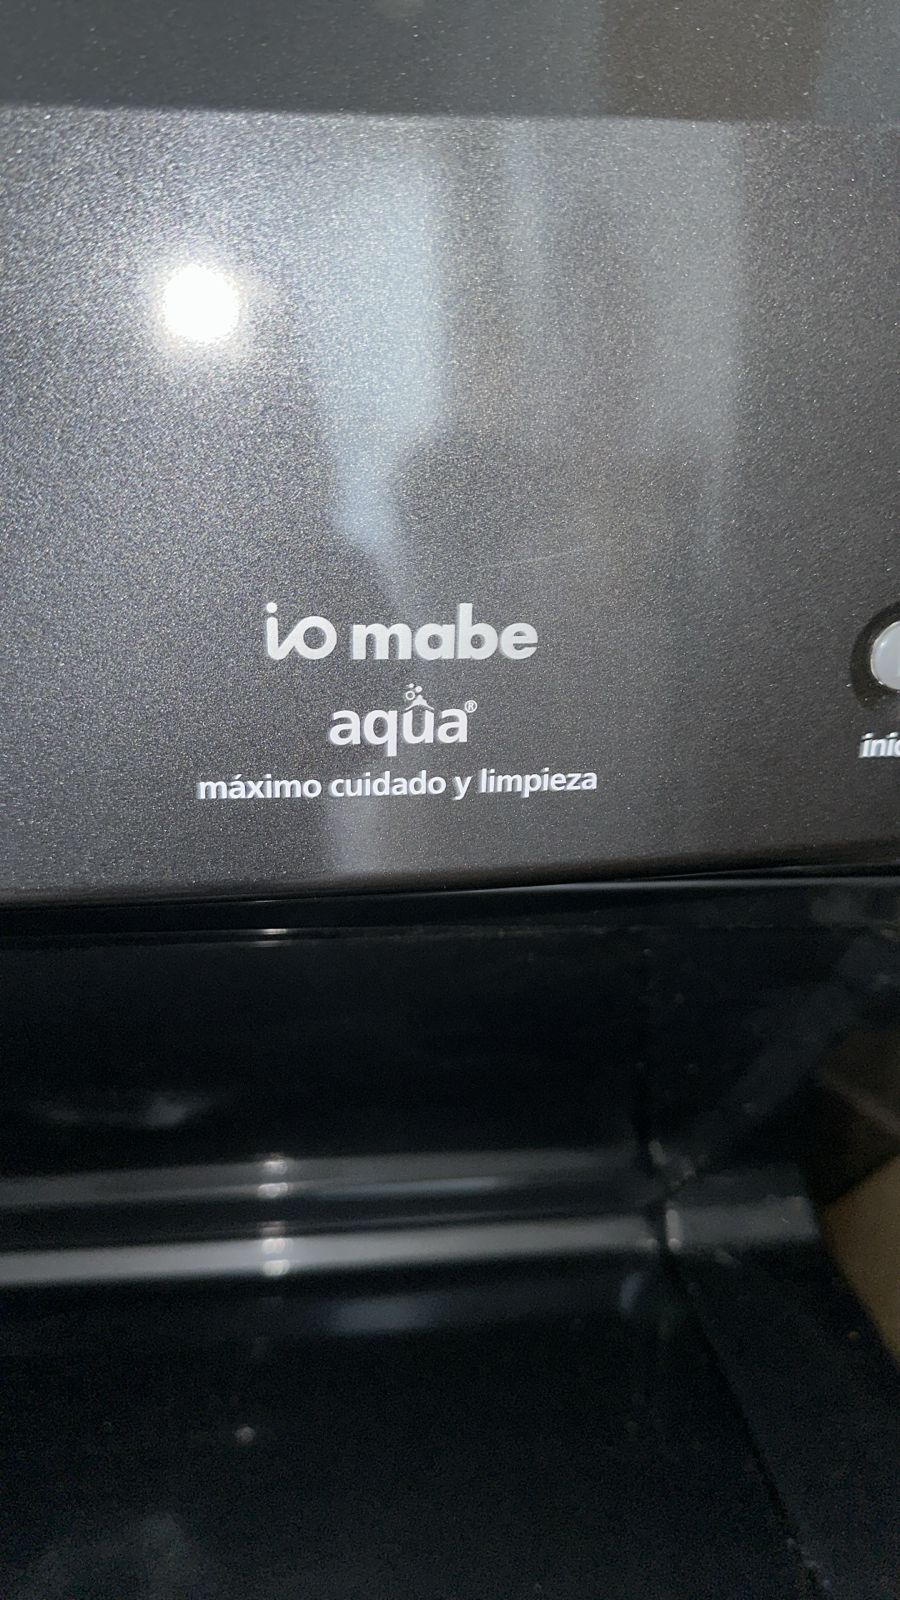 io mabe
aqua®
máximo cuidado y limpieza